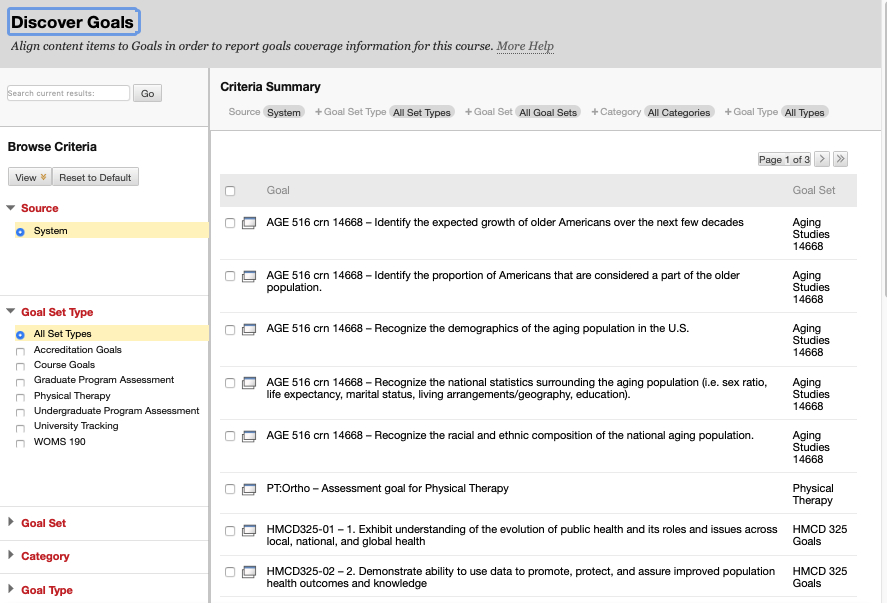 Discover Goals
Align content items to Goals in order to report goals coverage information for this course. More Help
Search current results:
Go
Browse Criteria
View
Reset to Default
Source
System
Goal Set Type
All Set Types
Accreditation Goals
Course Goals
Graduate Program Assessment
Physical Therapy
Undergraduate Program Assessment
University Tracking
WOMS 190
Goal Set
Category
Goal Type
Criteria Summary
Source System + Goal Set Type All Set Types + Goal Set All Goal Sets + Category All Categories + Goal Type All Types
Page 1 of 3 > »
Goal Goal Set
AGE 516 crn 14668 – Identify the expected growth of older Americans over the next few decades
Aging
Studies
14668
AGE 516 crn 14668 – Identify the proportion of Americans that are considered a part of the older
population.
Aging
Studies
14668
AGE 516 crn 14668 – Recognize the demographics of the aging population in the U.S.
Aging
Studies
14668
AGE 516 crn 14668 – Recognize the national statistics surrounding the aging population (i.e. sex ratio,
life expectancy, marital status, living arrangements/geography, education).
Aging
Studies
14668
AGE 516 crn 14668 – Recognize the racial and ethnic composition of the national aging population.
Aging
Studies
14668
PT:Ortho – Assessment goal for Physical Therapy
Physical
Therapy
HMCD325-01 – 1. Exhibit understanding of the evolution of public health and its roles and issues across
local, national, and global health
HMCD 325
Goals
HMCD325-02 – 2. Demonstrate ability to use data to promote, protect, and assure improved population
health outcomes and knowledge
HMCD 325
Goals